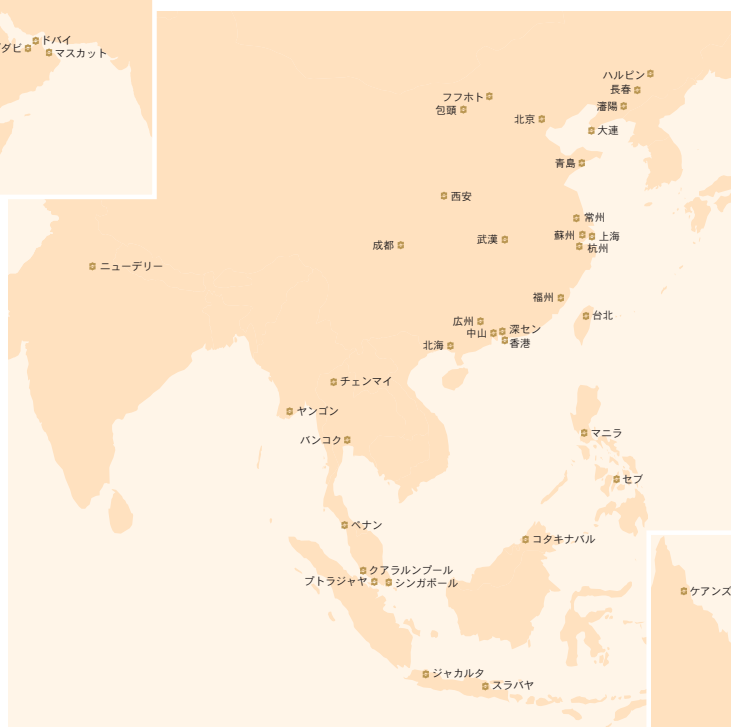 ドバイ
ダビ
マスカット
ハルピン
長春
フフホト
瀋陽
包頭
北京
大連
青島
西安
常州
蘇州
上海
武漢
成都
杭州
ニューデリー
福州
台北
広州
深セン
中山
香港
北海
チェンマイ
ヤンゴン
マニラ
バンコク
セブ
ペナン
コタキナバル
クアラルンプール
プトラジャヤ
シンガポール
ケアンズ
ジャカルタ
スラバヤ